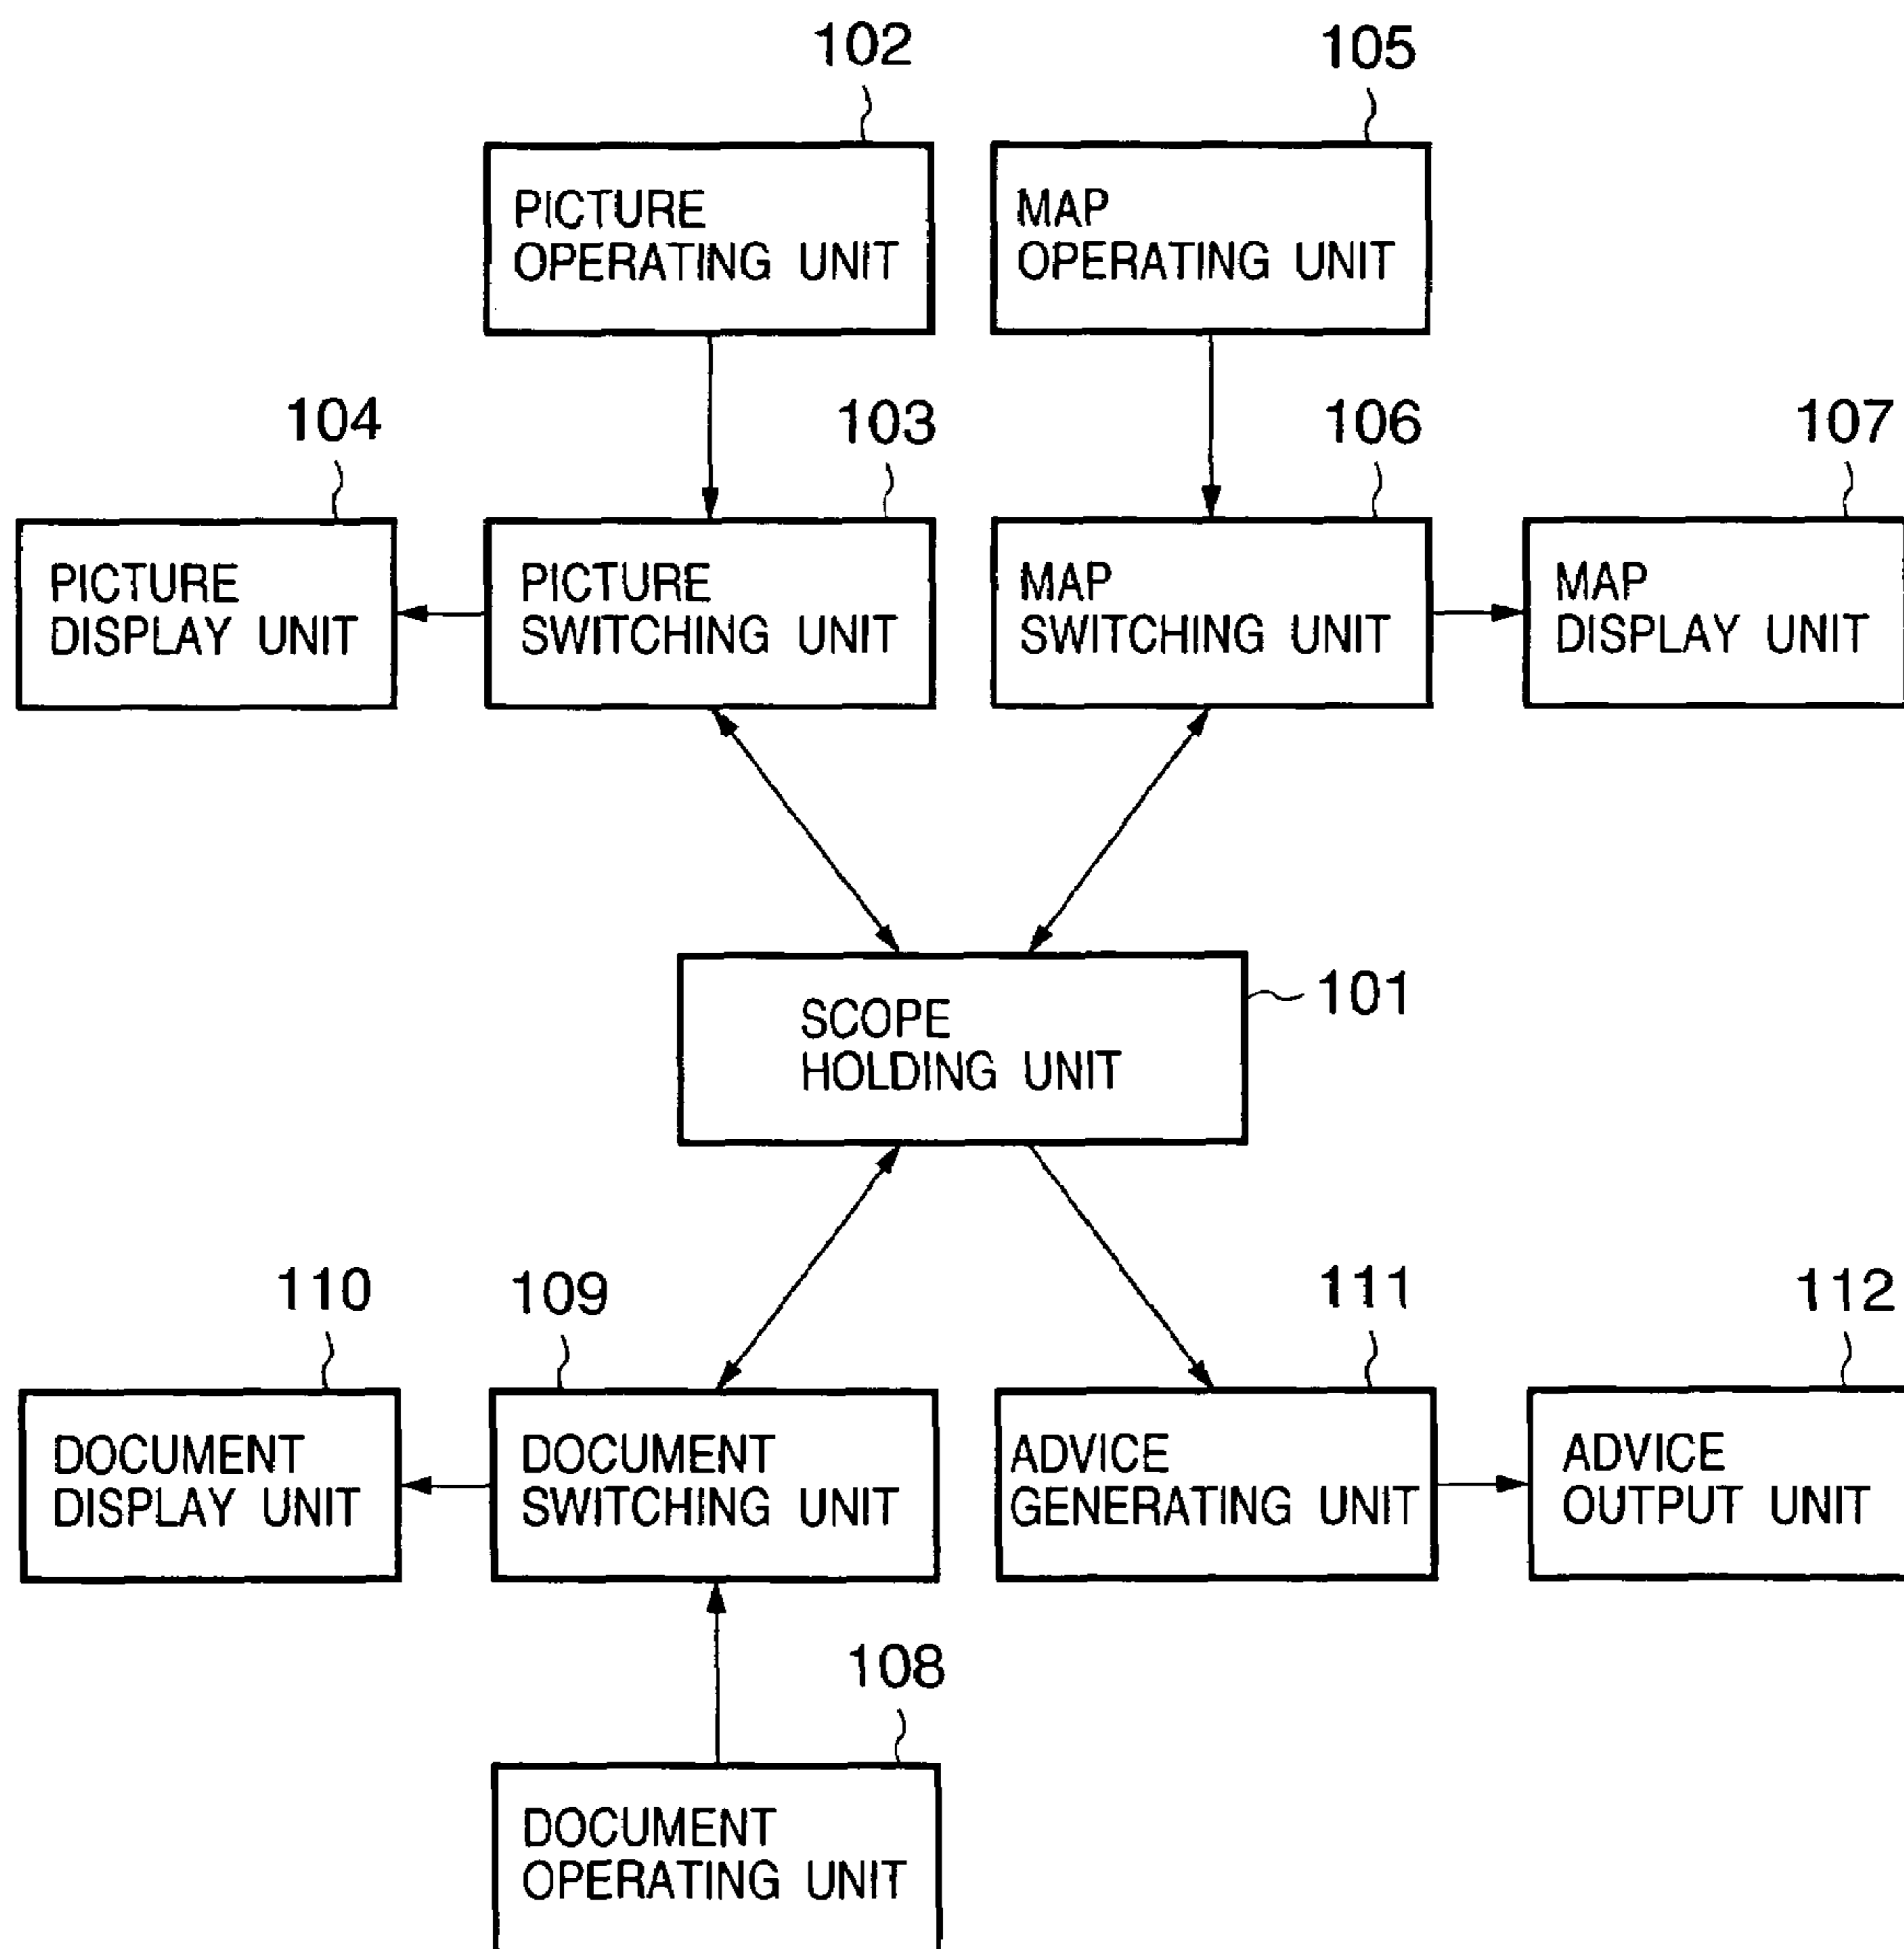 102
105
PICTURE
OPERATING UNIT
MAP
OPERATING UNIT
104
103
106
107
PICTURE
DISPLAY UNIT
PICTURE
SWITCHING UNIT
MAP
SWITCHING UNIT
MAP
DISPLAY UNIT
SCOPE
HOLDING UNIT
101
110
109
111
112
DOCUMENT
DISPLAY UNIT
DOCUMENT
SWITCHING UNIT
ADVICE
GENERATING UNIT
ADVICE
OUTPUT UNIT
108
DOCUMENT
OPERATING UNIT